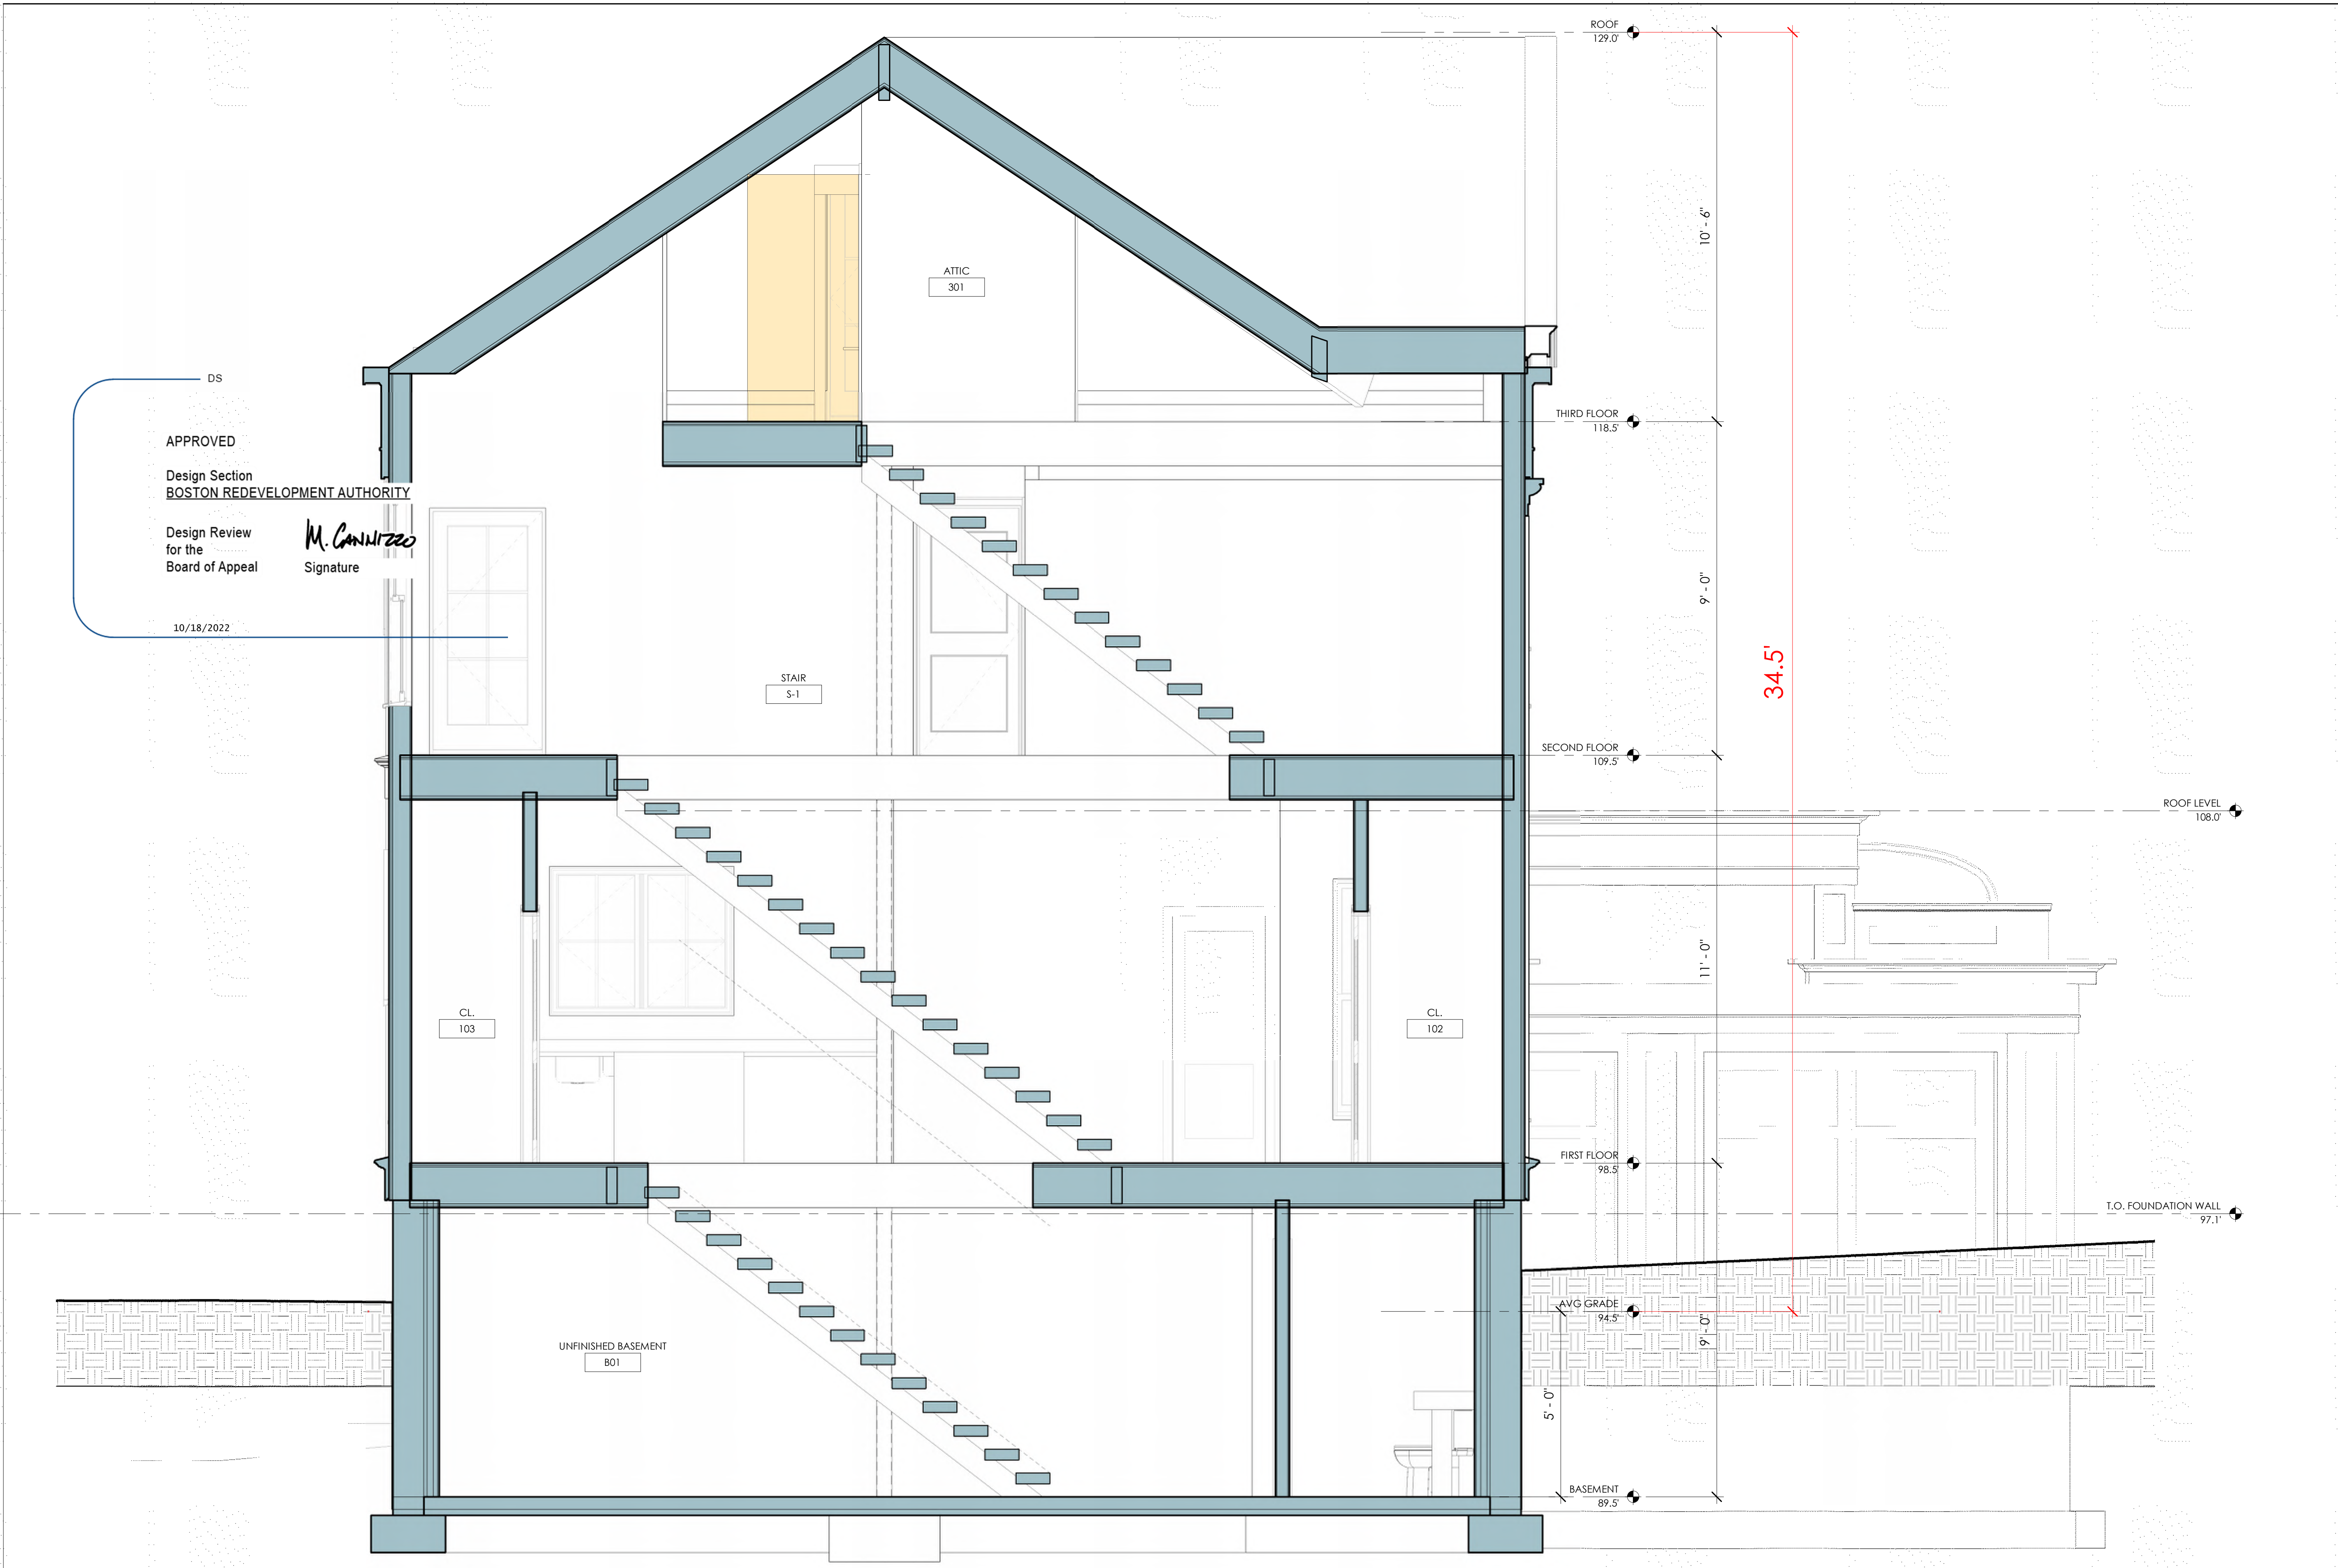 ROOF
129.0'
10' - 6"
ATTIC
301
DS
APPROVED
THIRD FLOOR
118.5'
Design Section
BOSTON REDEVELOPMENT AUTHORITY
Design Review
for the
Board of Appeal
M. CANNIZZO
Signature
10/18/2022
9' - 0"
34.5'
STAIR
S-1
SECOND FLOOR
109.5'
ROOF LEVEL
108.0'
11' - 0"
CL.
103
CL.
102
FIRST FLOOR
98.5'
T.O. FOUNDATION WALL
97.1'
AVG GRADE
94.5'
9' - 0"
UNFINISHED BASEMENT
B01
5' - 0"
BASEMENT
89.5'